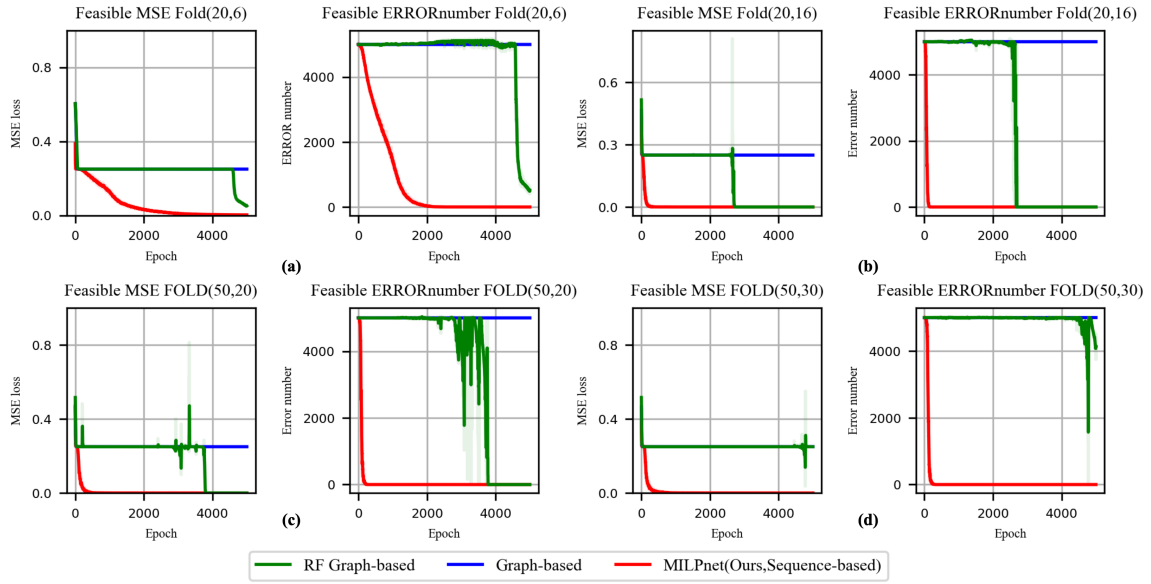 Feasible MSE Fold(20,6)
Feasible ERRORnumber Fold(20,6)
Feasible MSE Fold(20,16)
Feasible ERRORnumber Fold(20,16)
MSE loss
0.8
0.4
0.0
0
2000
4000
Epoch
ERROR number
4000
2000
0
0
2000
4000
Epoch
MSE loss
0.6
0.3
0.0
0
2000
4000
Epoch
Error number
4000
2000
0
0
2000
4000
Epoch
(a)
(b)
Feasible MSE FOLD(50,20)
Feasible ERRORnumber FOLD(50,20)
Feasible MSE FOLD(50,30)
Feasible ERRORnumber FOLD(50,30)
MSE loss
0.8
0.4
0.0
0
2000
4000
Epoch
Error number
4000
2000
0
0
2000
4000
Epoch
MSE loss
0.8
0.4
0.0
0
2000
4000
Epoch
Error number
4000
2000
0
0
2000
4000
Epoch
(c)
(d)
RF Graph-based
Graph-based
MILPnet(Ours,Sequence-based)